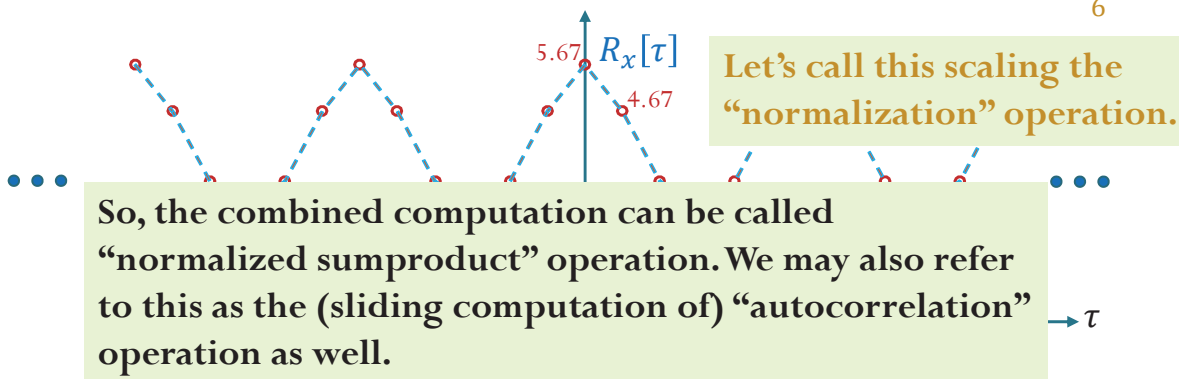 6
5.67 R_x[τ]
Let’s call this scaling the
“normalization” operation.
4.67
So, the combined computation can be called
“normalized sumproduct” operation. We may also refer
to this as the (sliding computation of) “autocorrelation”
operation as well.
τ